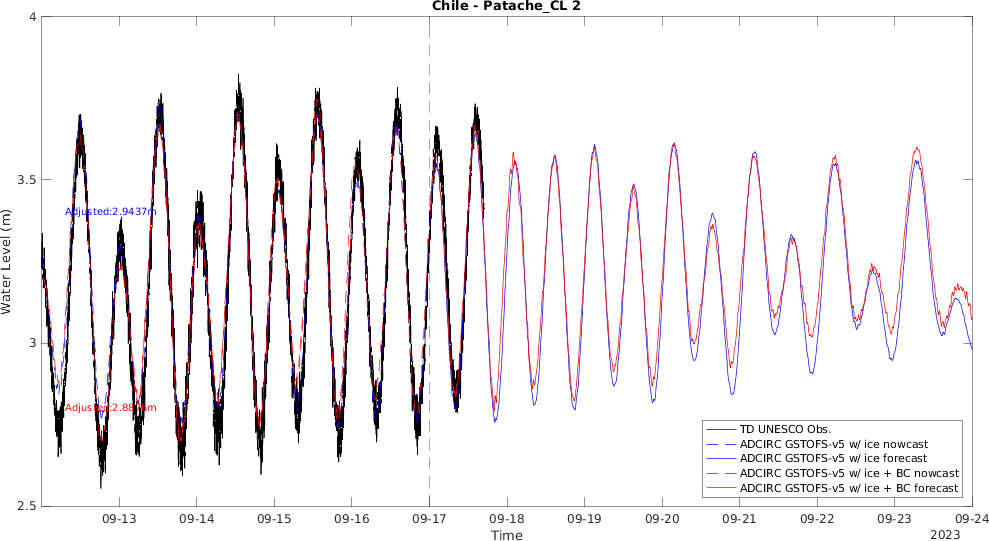 Chile - Patache_CL 2
Water Level (m)
4
3.5
3
2.5
Adjusted:2.9437m
TD UNESCO Obs.
ADCIRC GSTOFS-v5 w/ ice nowcast
ADCIRC GSTOFS-v5 w/ ice forecast
ADCIRC GSTOFS-v5 w/ ice + BC nowcast
ADCIRC GSTOFS-v5 w/ ice + BC forecast
09-13 09-14 09-15 09-16 09-17 09-18 09-19 09-20 09-21 09-22 09-23 09-24
Time
2023